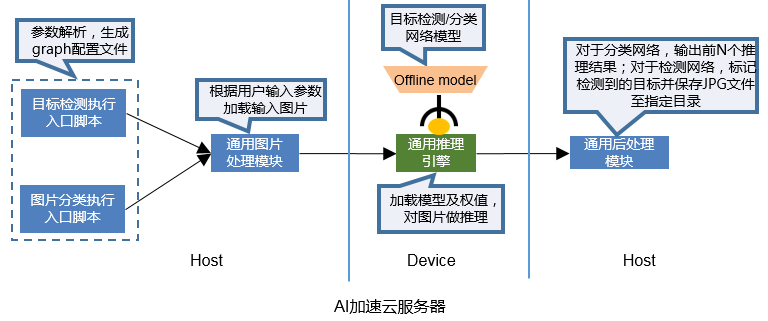 参数解析，生成
graph配置文件
目标检测执行
入口脚本
图片分类执行
入口脚本
根据用户输入参数
加载输入图片
通用图片
处理模块
Host
目标检测/分类
网络模型
Offline model
通用推理
引擎
加载模型及权值，
对图片做推理
Device
对于分类网络，输出前N个推
理结果；对于检测网络，标记
检测到的目标并保存JPG文件
至指定目录
通用后处理
模块
Host
AI加速云服务器